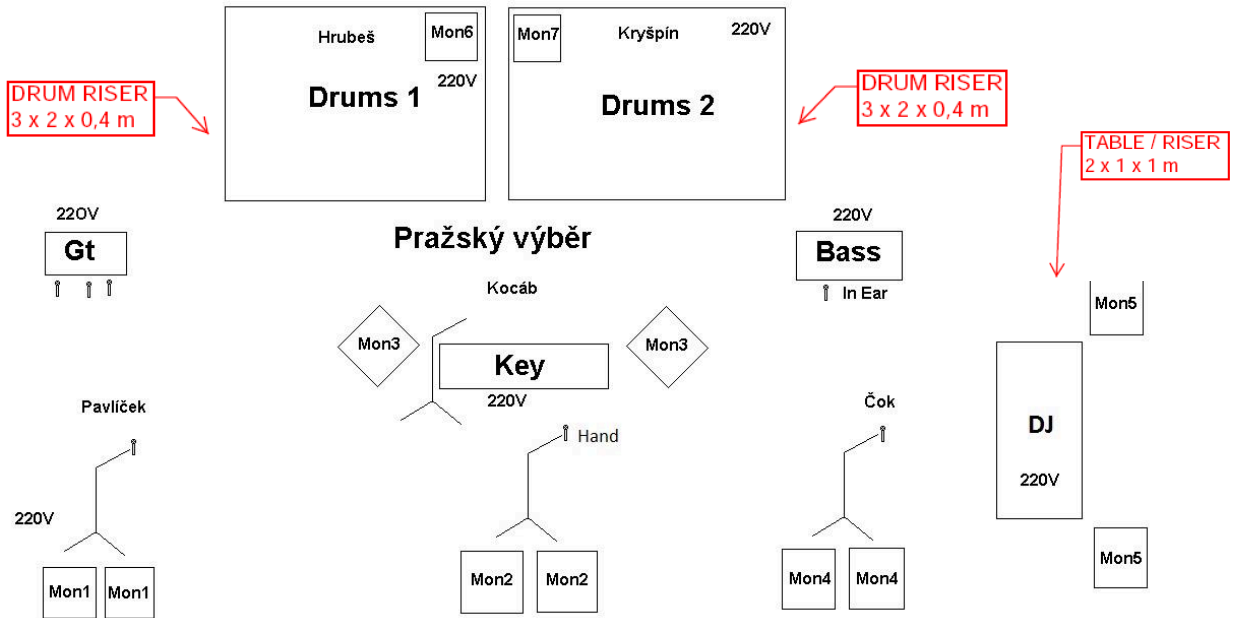 Hrubeš
Mon6
220V
Drums 1
Mon7
Kryšpín
220V
Drums 2
DRUM RISER
3 x 2 x 0,4 m
DRUM RISER
3 x 2 x 0,4 m
TABLE / RISER
2 x 1 x 1 m
22OV
Gt
Pražský výběr
220V
Bass
In Ear
Kocáb
Mon3
Key
220V
Mon3
Mon5
Pavlíček
220V
Mon1
Mon1
Hand
Mon2
Mon2
Čok
Mon4
Mon4
DJ
220V
Mon5